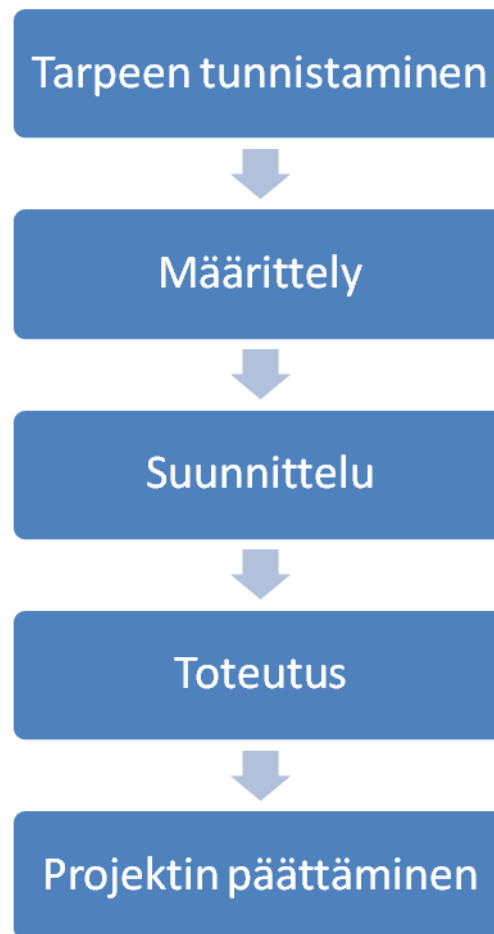 Tarpeen tunnistaminen
Määrittely
Suunnittelu
Toteutus
Projektin päättäminen